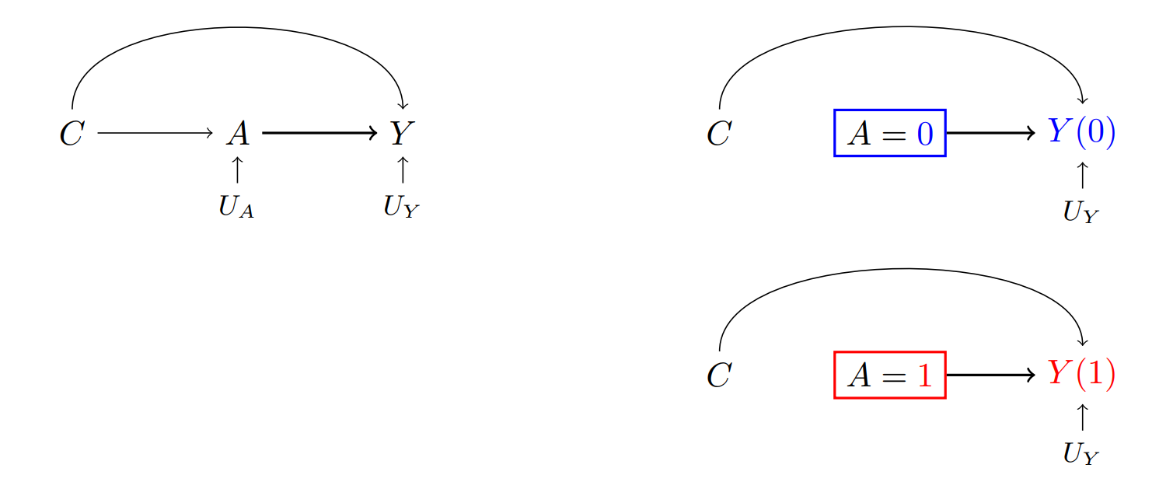 C A Y
U_A U_Y
C A = 0 Y(0)
U_Y
C A = 1 Y(1)
U_Y